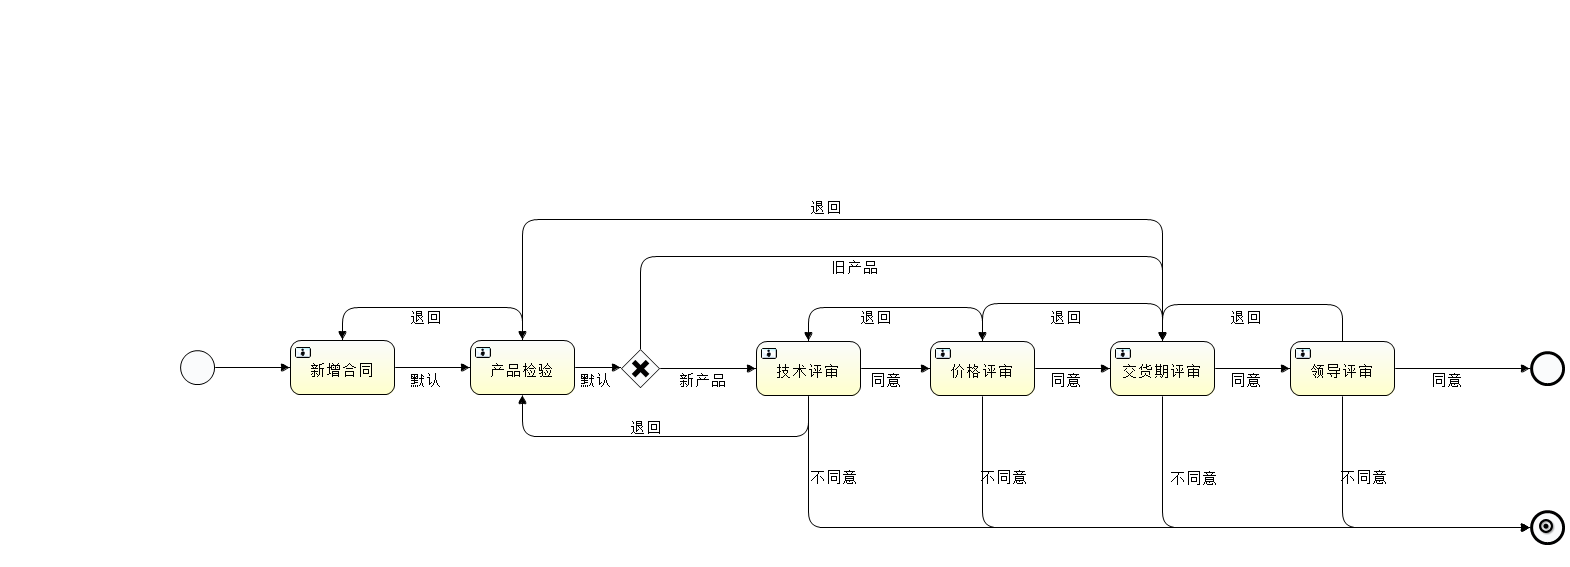 退回
旧产品
退回
退回
退回
退回
新增合同
产品检验
技术评审
价格评审
交货期评审
领导评审
默认
默认
新产品
同意
同意
同意
同意
退回
不同意
不同意
不同意
不同意